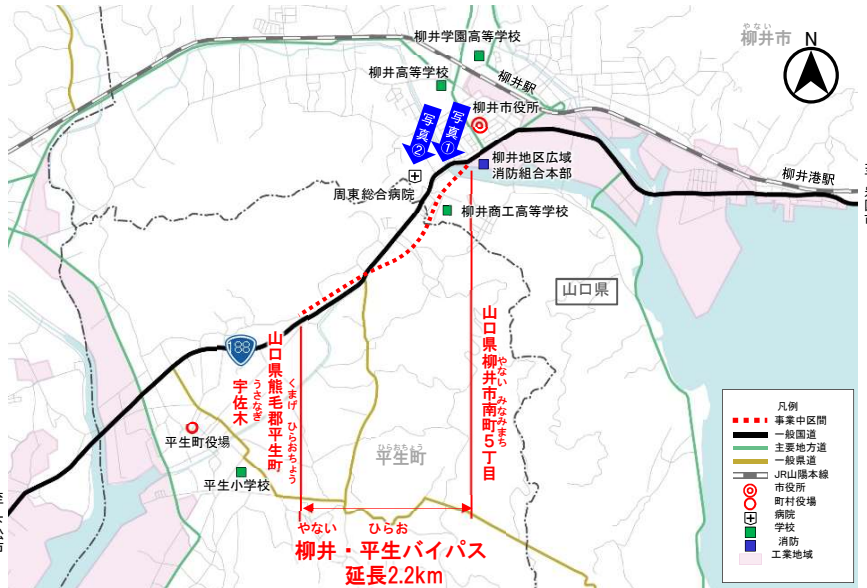 柳井学園高等学校
やない
柳井市
N
柳井高等学校
柳井駅
柳井市役所
写真①
写真②
柳井地区広域
消防組合本部
柳井港駅
周東総合病院
柳井商工高等学校
山口県
188
山口県熊毛郡平生町
くまげ ひらおちょう
宇佐木
うさなぎ
山口県柳井市南町5丁目
やない みなみまち
平生町役場
ひらおちょう
平生町
平生小学校
やない ひらお
柳井・平生バイパス
延長2.2km
凡例
事業中区間
一般国道
主要地方道
一般県道
JR山陽本線
市役所
町村役場
病院
学校
消防
工業地域